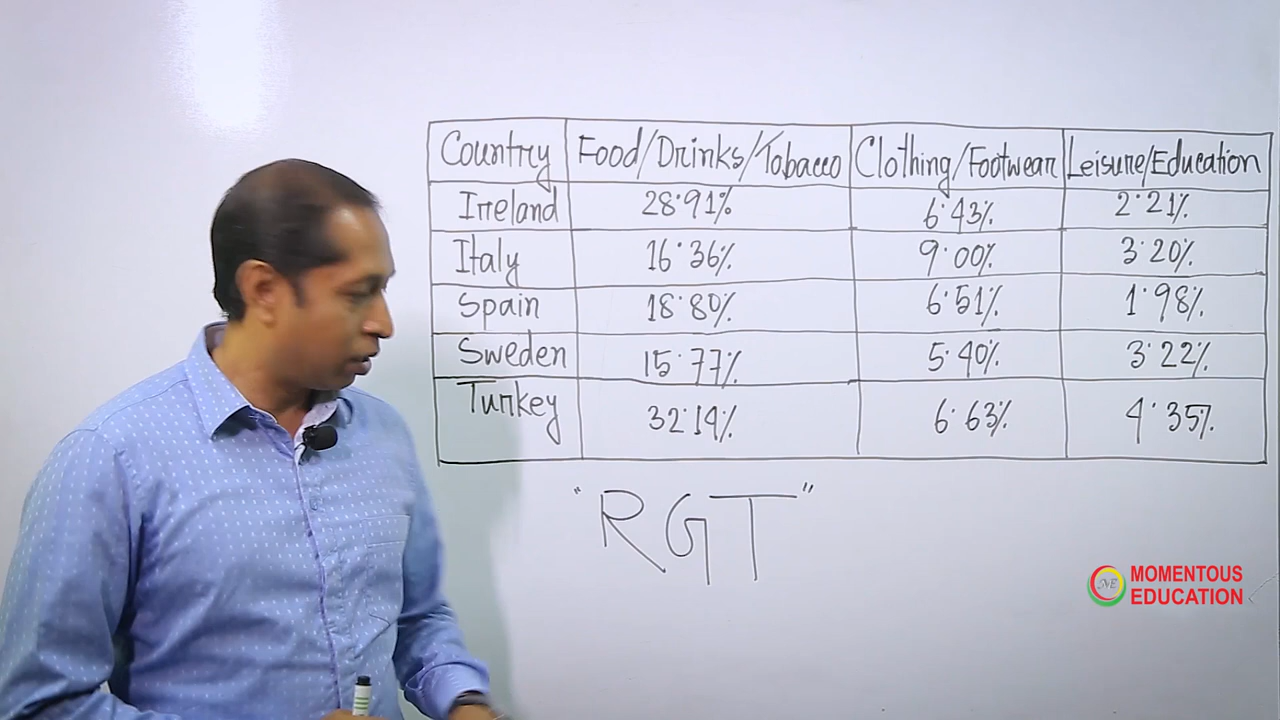 Country Food/Drinks/Tobacco Clothing/Footwear Leisure/Education
Ireland 28.91% 6.43% 2.21%
Italy 16.36% 9.00% 3.20%
Spain 18.80% 6.51% 1.98%
Sweden 15.77% 5.40% 3.22%
Turkey 32.14% 6.63% 4.35%
"RGT"
MOMENTOUS
EDUCATION